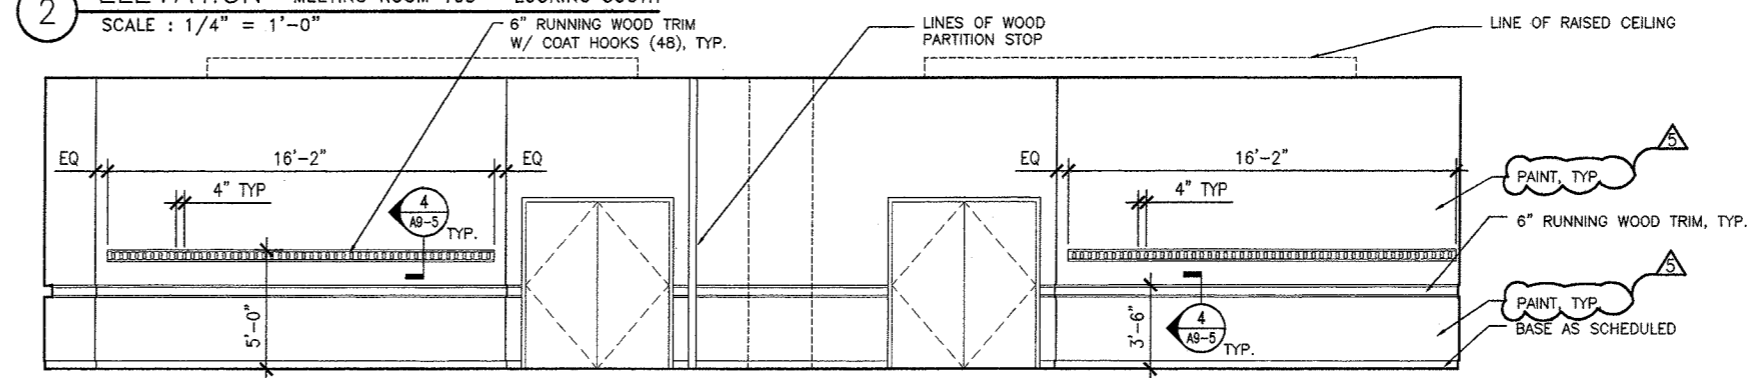 2
SCALE : 1/4" = 1'-0"
6" RUNNING WOOD TRIM
W/ COAT HOOKS (48), TYP.
LINES OF WOOD
PARTITION STOP
LINE OF RAISED CEILING
EQ
16'-2"
EQ
EQ
16'-2"
5
PAINT, TYP.
4" TYP
4" TYP
4
A9-5
TYP.
6" RUNNING WOOD TRIM, TYP.
5
PAINT, TYP.
5'-0"
3'-6"
4
A9-5
TYP.
BASE AS SCHEDULED